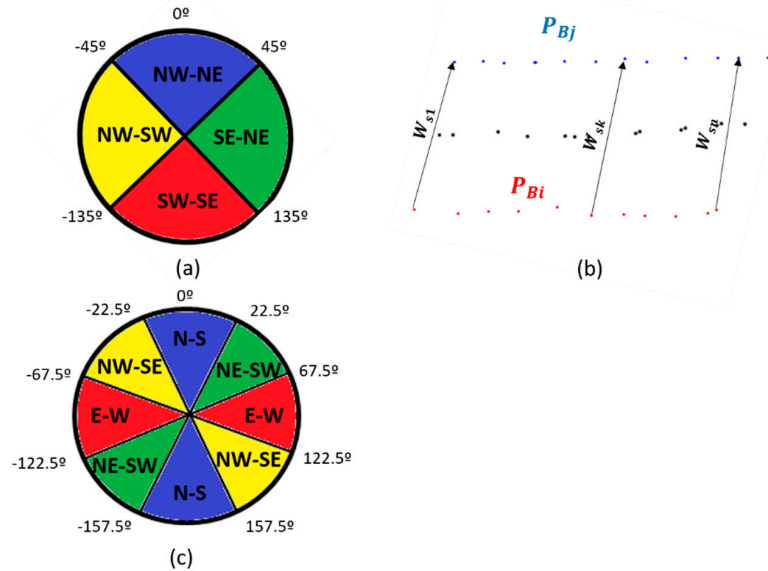 0º
-45º
45º
NW-NE
NW-SW
SE-NE
SW-SE
-135º
135º
(a)
P_Bj
W_s1
W_sk
W_su
P_Bi
(b)
0º
-22.5º
22.5º
N-S
NW-SE
NE-SW
-67.5º
67.5º
E-W
E-W
-122.5º
122.5º
NE-SW
NW-SE
N-S
-157.5º
157.5º
(c)